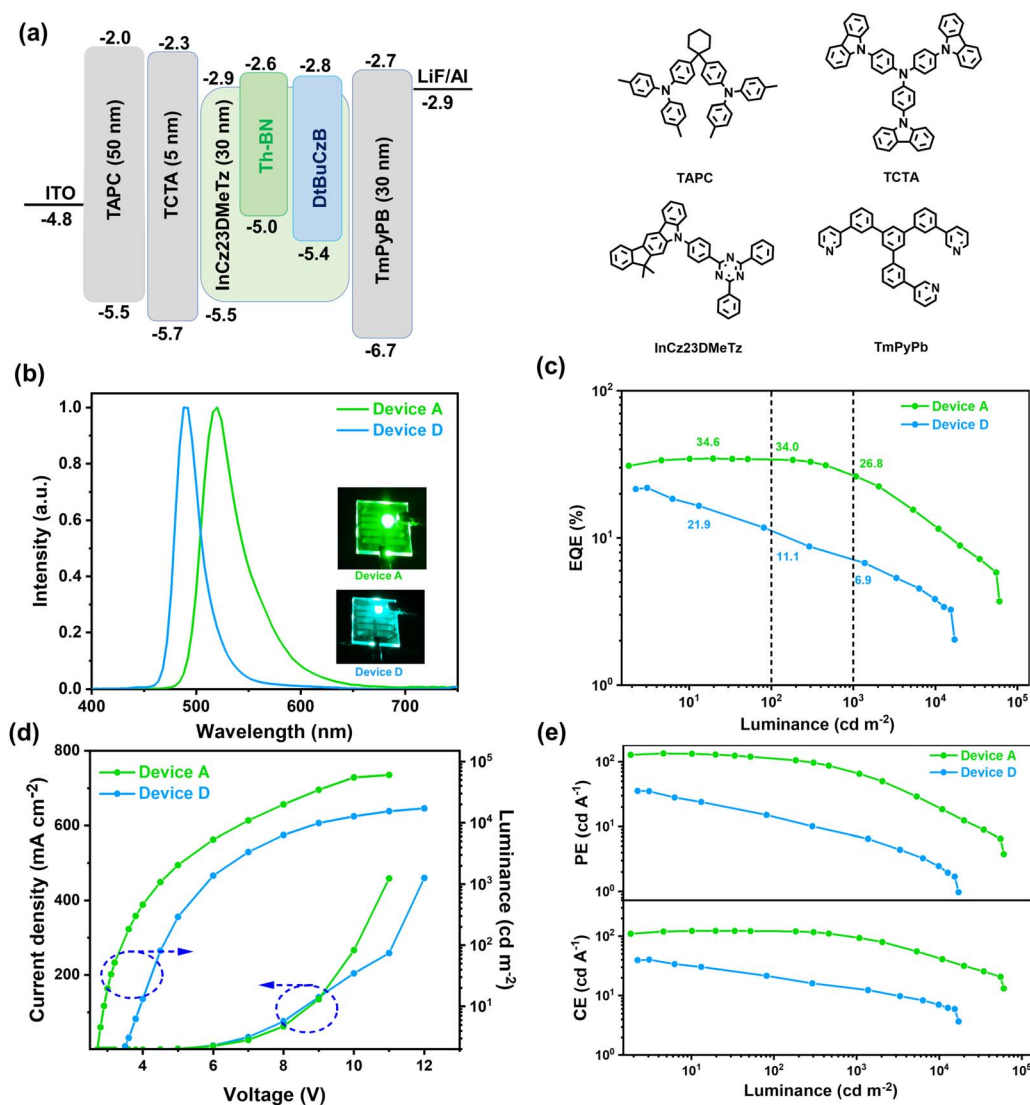 (a)
-2.0
-2.3
-2.9
-2.6
-2.8
-2.7
LiF/Al
-2.9
ITO
-4.8
TAPC (50 nm)
TCTA (5 nm)
InCz23DMeTz (30 nm)
Th-BN
DtBuCzB
TmPyPB (30 nm)
-5.0
-5.4
-5.5
-5.7
-5.5
-6.7
N
N
TAPC
N
N
N
N
TCTA
N
N
N
N
InCz23DMeTz
N
N
N
TmPyPb
(b)
1.0
0.8
0.6
0.4
0.2
0.0
Intensity (a.u.)
Device A
Device D
Device A
Device D
400
500
600
700
Wavelength (nm)
(c)
10²
10¹
10⁰
EQE (%)
Device A
Device D
34.6
34.0
26.8
21.9
11.1
6.9
10¹
10²
10³
10⁴
10⁵
Luminance (cd m⁻²)
(d)
800
600
400
200
Current density (mA cm⁻²)
Device A
Device D
10⁵
10⁴
10³
10²
10¹
Luminance (cd m⁻²)
4
6
8
10
12
Voltage (V)
(e)
10²
10¹
10⁰
PE (cd A⁻¹)
Device A
Device D
10²
10¹
10⁰
CE (cd A⁻¹)
10¹
10²
10³
10⁴
10⁵
Luminance (cd m⁻²)